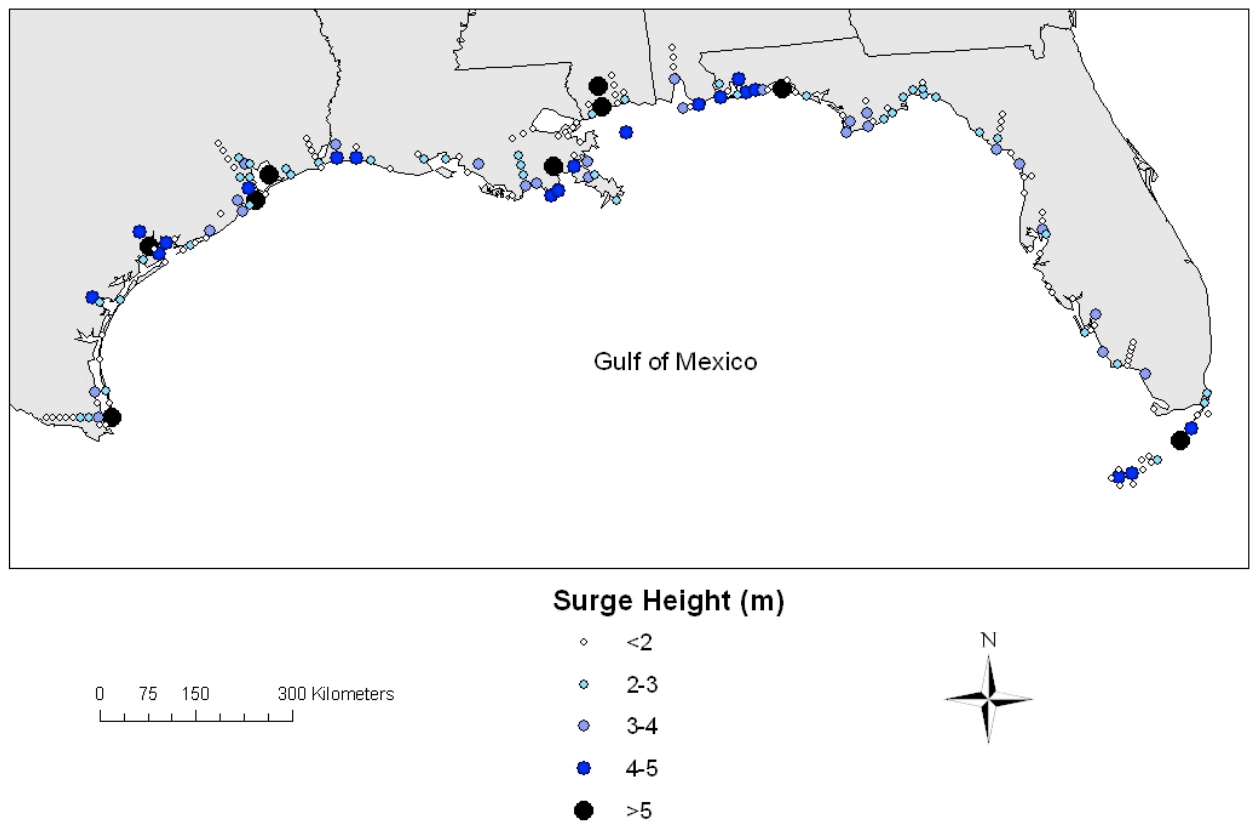 Gulf of Mexico
Surge Height (m)
<2
2-3
3-4
4-5
>5
0 75 150 300 Kilometers
N